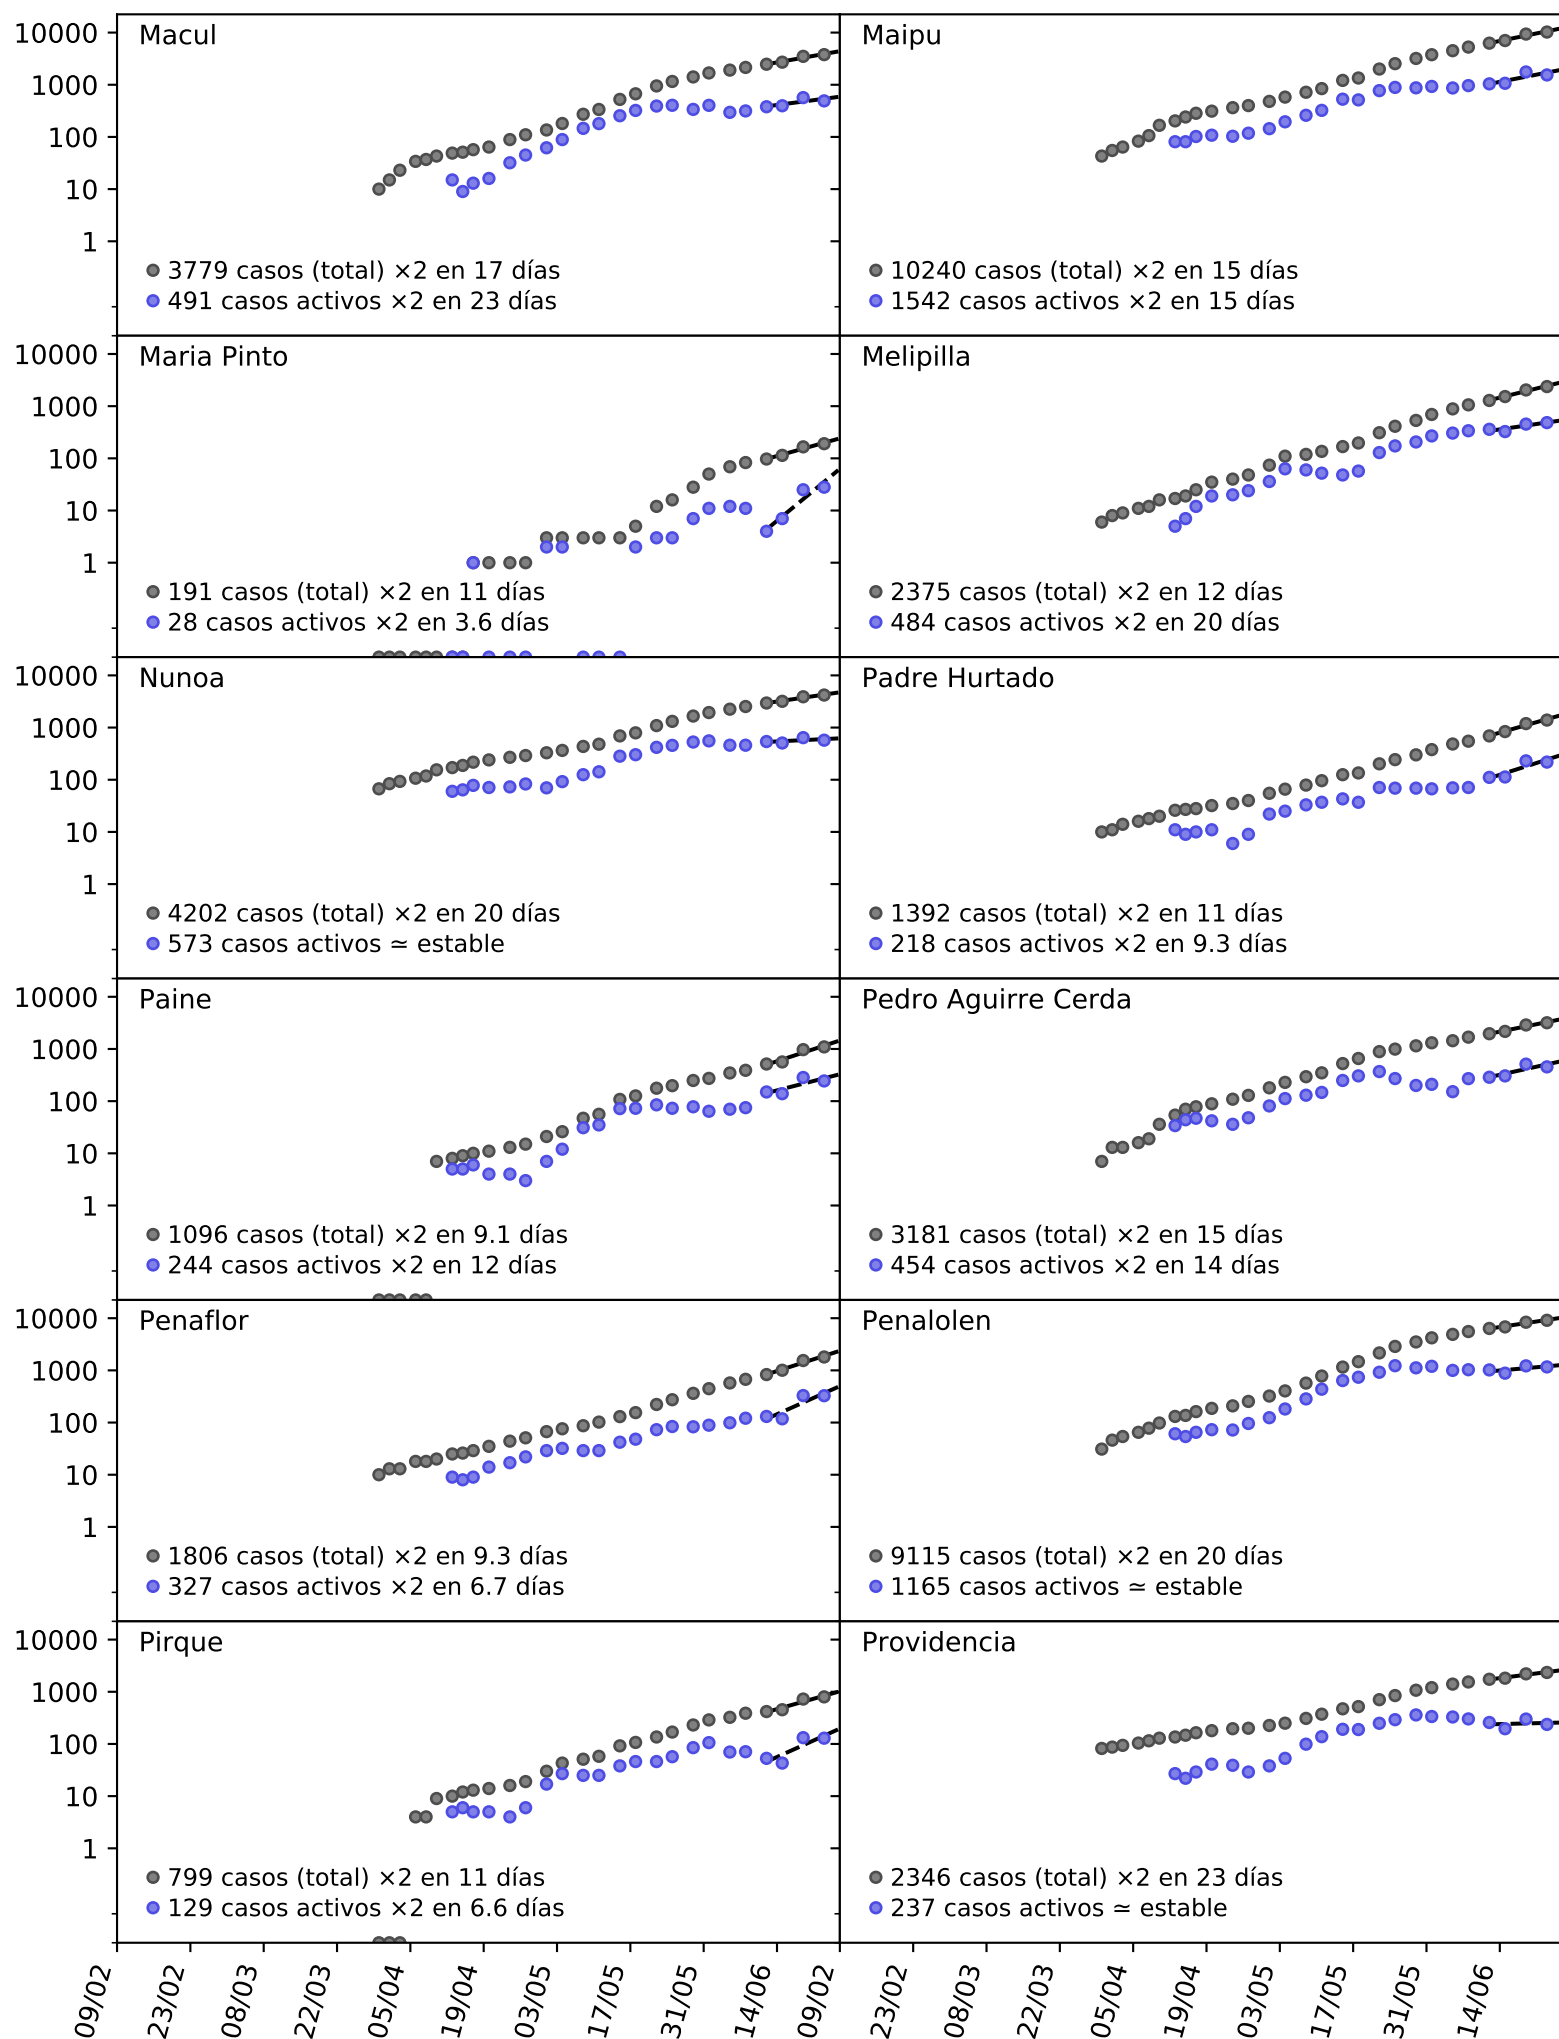 Macul
Maipu
10000
1000
100
10
1
3779 casos (total) ×2 en 17 días
491 casos activos ×2 en 23 días
10240 casos (total) ×2 en 15 días
1542 casos activos ×2 en 15 días
Maria Pinto
Melipilla
10000
1000
100
10
1
191 casos (total) ×2 en 11 días
28 casos activos ×2 en 3.6 días
2375 casos (total) ×2 en 12 días
484 casos activos ×2 en 20 días
Nunoa
Padre Hurtado
10000
1000
100
10
1
4202 casos (total) ×2 en 20 días
573 casos activos ≃ estable
1392 casos (total) ×2 en 11 días
218 casos activos ×2 en 9.3 días
Paine
Pedro Aguirre Cerda
10000
1000
100
10
1
1096 casos (total) ×2 en 9.1 días
244 casos activos ×2 en 12 días
3181 casos (total) ×2 en 15 días
454 casos activos ×2 en 14 días
Penaflor
Penalolen
10000
1000
100
10
1
1806 casos (total) ×2 en 9.3 días
327 casos activos ×2 en 6.7 días
9115 casos (total) ×2 en 20 días
1165 casos activos ≃ estable
Pirque
Providencia
10000
1000
100
10
1
799 casos (total) ×2 en 11 días
129 casos activos ×2 en 6.6 días
2346 casos (total) ×2 en 23 días
237 casos activos ≃ estable
09/02
23/02
08/03
22/03
05/04
19/04
03/05
17/05
31/05
14/06
09/02
23/02
08/03
22/03
05/04
19/04
03/05
17/05
31/05
14/06